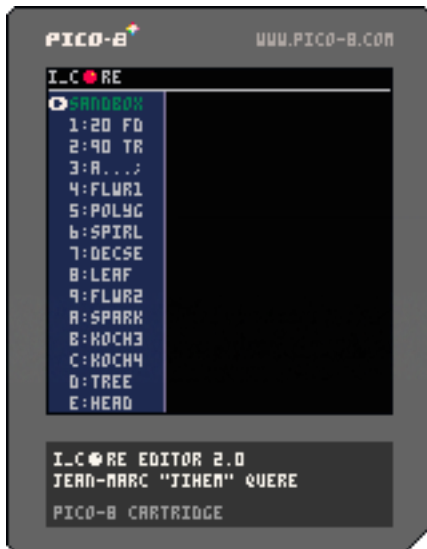 PICO-8
WWW.PICO-8.COM
I_C●RE
SANDBOX
1:20 FD
2:90 TR
3:A...;
4:FLWR1
5:POLYG
6:SPIRL
7:DECSE
8:LEAF
9:FLWR2
A:SPARK
B:KOCH3
C:KOCH4
D:TREE
E:HEAD
I_C●RE EDITOR 2.0
JEAN-MARC "JIHEM" QUERE
PICO-8 CARTRIDGE